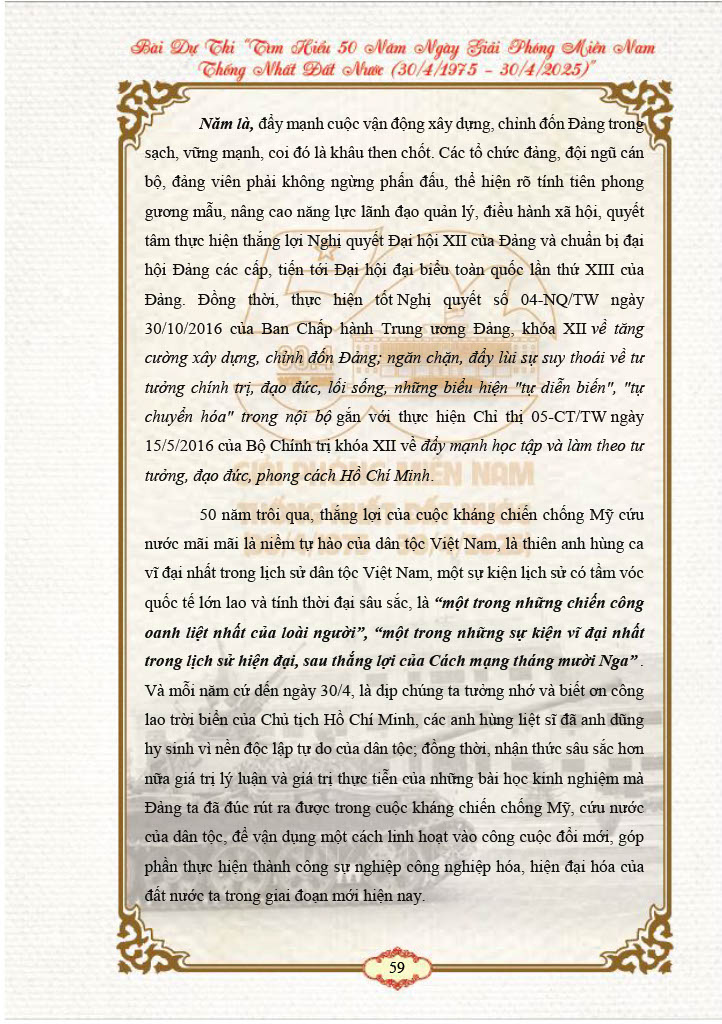 Bài Dự Thi “Tìm Hiểu 50 Năm Ngày Giải Phóng Miền Nam
Thống Nhất Đất Nước (30/4/1975 - 30/4/2025)”
Năm là, đẩy mạnh cuộc vận động xây dựng, chỉnh đốn Đảng trong
sạch, vững mạnh, coi đó là khâu then chốt. Các tổ chức đảng, đội ngũ cán
bộ, đảng viên phải không ngừng phấn đấu, thể hiện rõ tính tiên phong
gương mẫu, nâng cao năng lực lãnh đạo quản lý, điều hành xã hội, quyết
tâm thực hiện thắng lợi Nghị quyết Đại hội XII của Đảng và chuẩn bị đại
hội Đảng các cấp, tiến tới Đại hội đại biểu toàn quốc lần thứ XIII của
Đảng. Đồng thời, thực hiện tốt Nghị quyết số 04-NQ/TW ngày
30/10/2016 của Ban Chấp hành Trung ương Đảng, khóa XII về tăng
cường xây dựng, chỉnh đốn Đảng; ngăn chặn, đẩy lùi sự suy thoái về tư
tưởng chính trị, đạo đức, lối sống, những biểu hiện "tự diễn biến", "tự
chuyển hóa" trong nội bộ gắn với thực hiện Chỉ thị 05-CT/TW ngày
15/5/2016 của Bộ Chính trị khóa XII về đẩy mạnh học tập và làm theo tư
tưởng, đạo đức, phong cách Hồ Chí Minh.
GIẢI PHÓNG MIỀN NAM
THỐNG NHẤT ĐẤT NƯỚC
50 năm trôi qua, thắng lợi của cuộc kháng chiến chống Mỹ cứu
nước mãi mãi là niềm tự hào của dân tộc Việt Nam, là thiên anh hùng ca
vĩ đại nhất trong lịch sử dân tộc Việt Nam, một sự kiện lịch sử có tầm vóc
quốc tế lớn lao và tính thời đại sâu sắc, là “một trong những chiến công
oanh liệt nhất của loài người”, “một trong những sự kiện vĩ đại nhất
trong lịch sử hiện đại, sau thắng lợi của Cách mạng tháng mười Nga” .
Và mỗi năm cứ đến ngày 30/4, là dịp chúng ta tưởng nhớ và biết ơn công
lao trời biển của Chủ tịch Hồ Chí Minh, các anh hùng liệt sĩ đã anh dũng
hy sinh vì nền độc lập tự do của dân tộc; đồng thời, nhận thức sâu sắc hơn
nữa giá trị lý luận và giá trị thực tiễn của những bài học kinh nghiệm mà
Đảng ta đã đúc rút ra được trong cuộc kháng chiến chống Mỹ, cứu nước
của dân tộc, để vận dụng một cách linh hoạt vào công cuộc đổi mới, góp
phần thực hiện thành công sự nghiệp công nghiệp hóa, hiện đại hóa của
đất nước ta trong giai đoạn mới hiện nay.
59